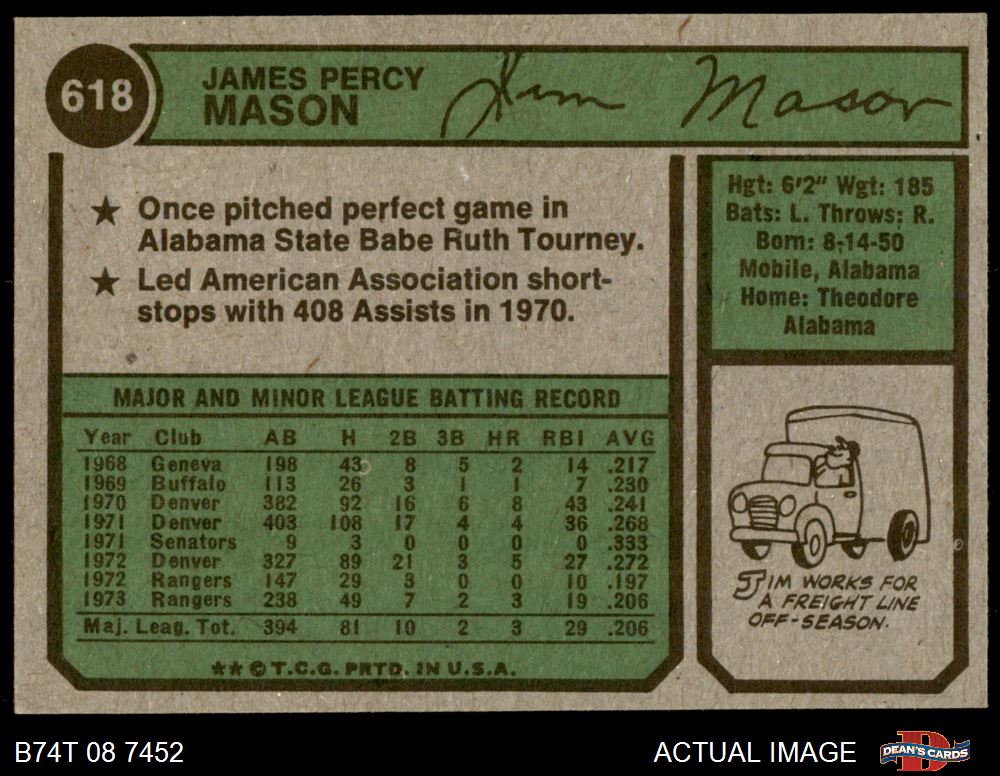 618
JAMES PERCY
MASON
Jim Mason
★ Once pitched perfect game in
Alabama State Babe Ruth Tourney.
★ Led American Association short-
stops with 408 Assists in 1970.
Hgt: 6'2" Wgt: 185
Bats: L. Throws: R.
Born: 8-14-50
Mobile, Alabama
Home: Theodore
Alabama
MAJOR AND MINOR LEAGUE BATTING RECORD
Year Club AB H 2B 3B HR RBI AVG
1968 Geneva 198 43 8 5 2 14 .217
1969 Buffalo 113 26 3 1 1 7 .230
1970 Denver 382 92 16 6 8 43 .241
1971 Denver 403 108 17 4 4 36 .268
1971 Senators 9 3 0 0 0 0 .333
1972 Denver 327 89 21 3 5 27 .272
1972 Rangers 147 29 3 0 0 10 .197
1973 Rangers 238 49 7 2 3 19 .206
Maj. Leag. Tot. 394 81 10 2 3 29 .206
★★ © T.C.G. PRTD. IN U.S.A.
JIM WORKS FOR
A FREIGHT LINE
OFF-SEASON.
B74T 08 7452
ACTUAL IMAGE
DEAN'S CARDS